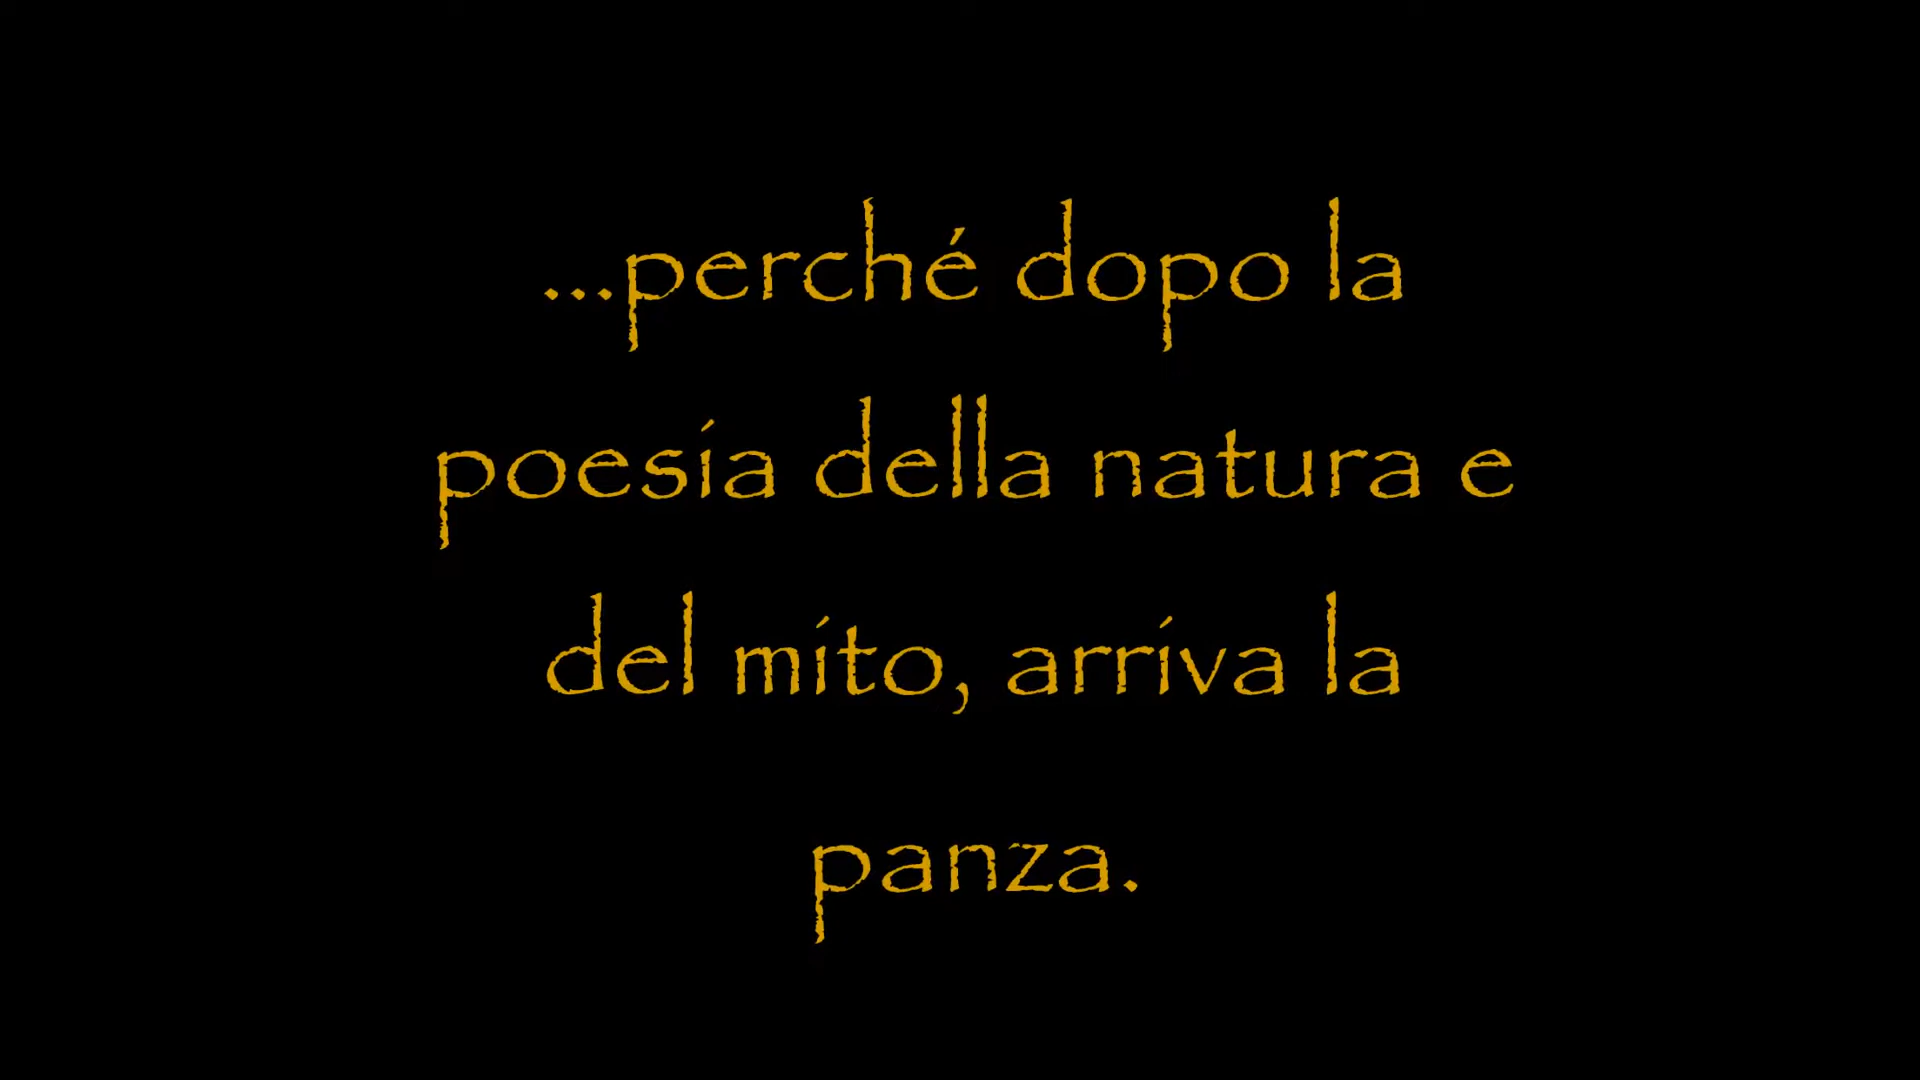 ...perché dopo la
poesia della natura e
del mito, arriva la
panza.